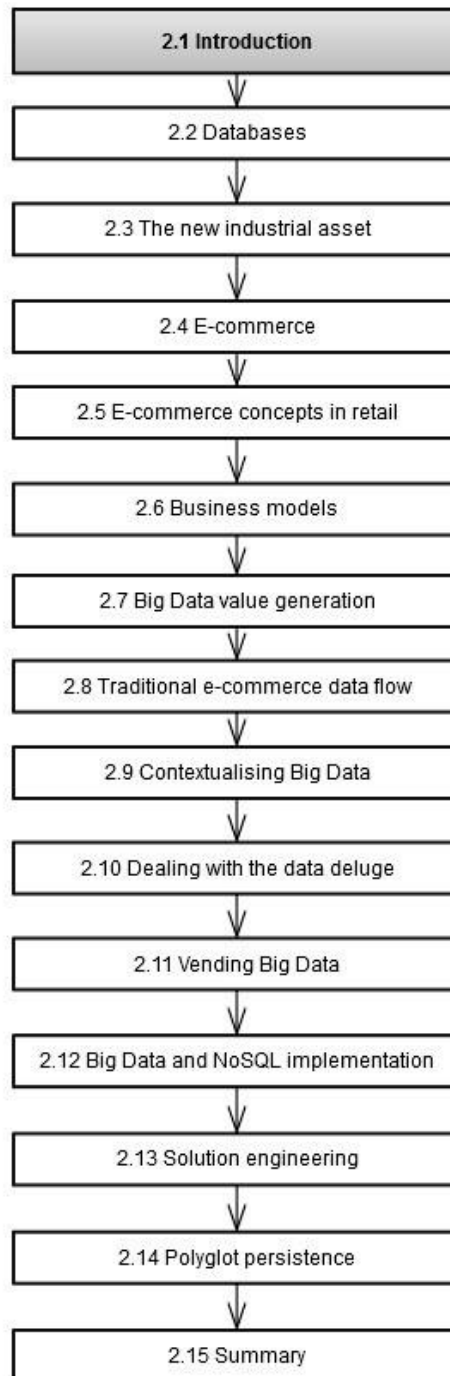 2.1 Introduction
2.2 Databases
2.3 The new industrial asset
2.4 E-commerce
2.5 E-commerce concepts in retail
2.6 Business models
2.7 Big Data value generation
2.8 Traditional e-commerce data flow
2.9 Contextualising Big Data
2.10 Dealing with the data deluge
2.11 Vending Big Data
2.12 Big Data and NoSQL implementation
2.13 Solution engineering
2.14 Polyglot persistence
2.15 Summary